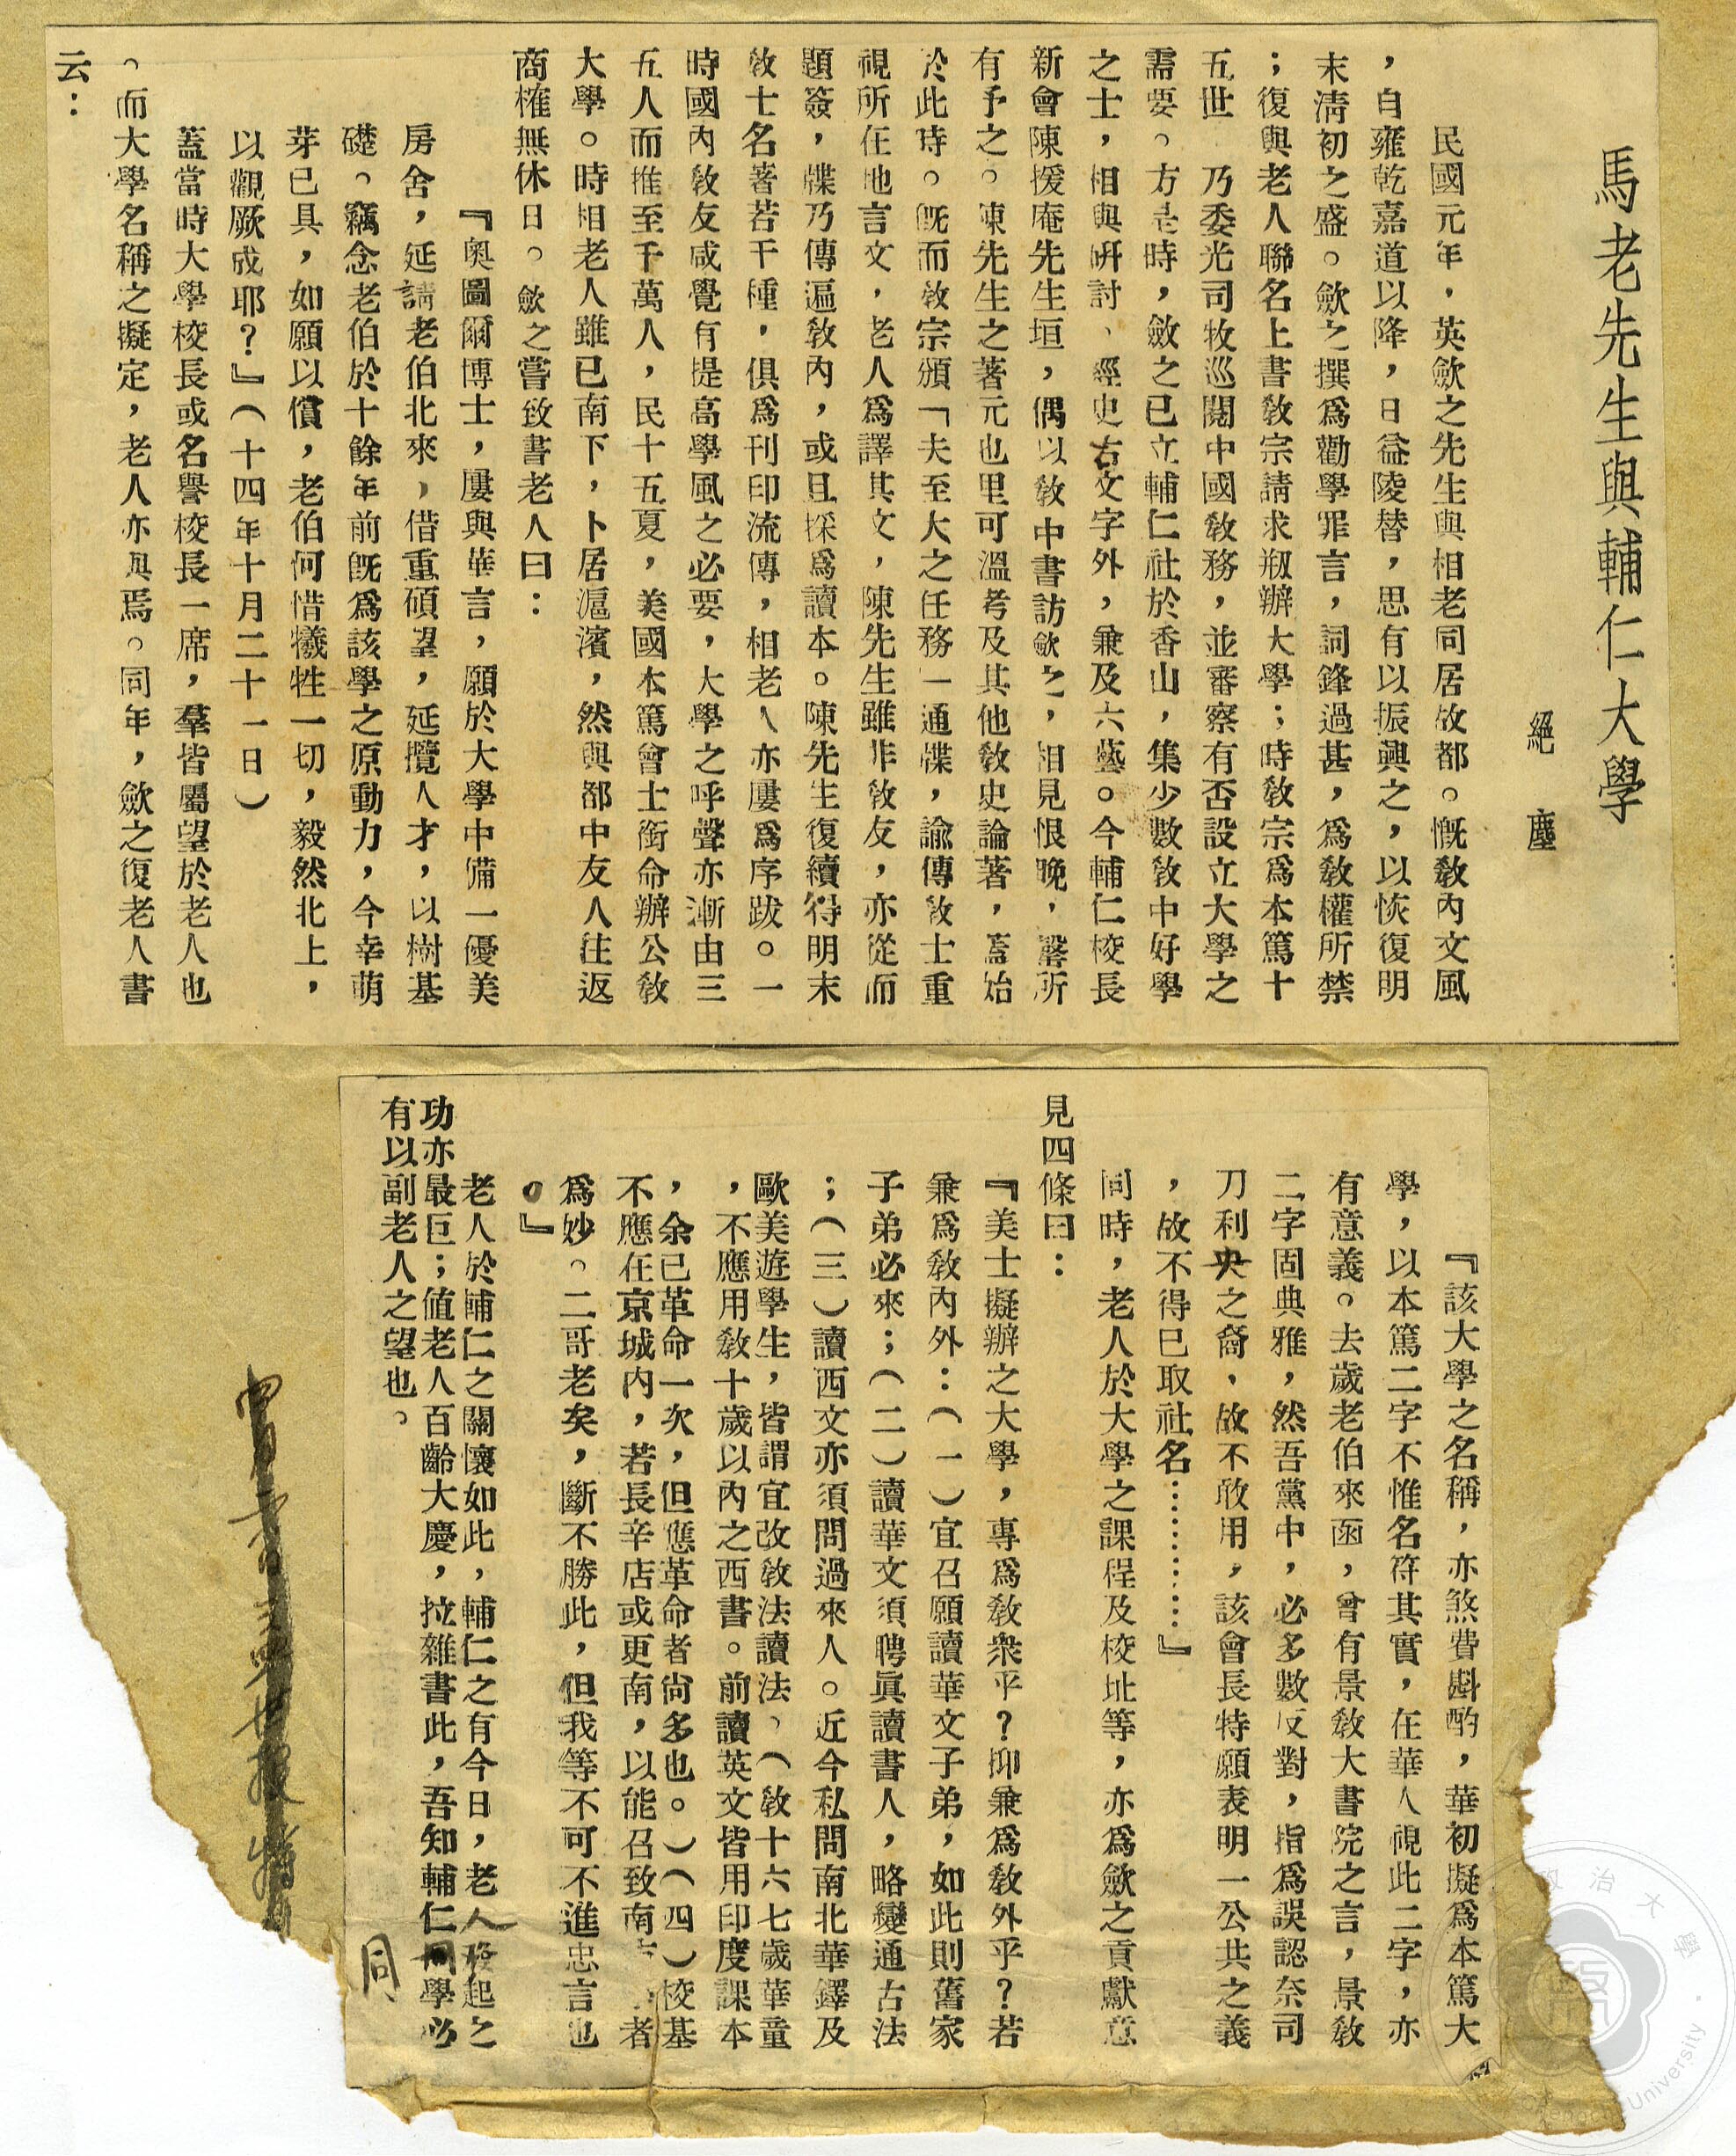 馬老先生與輔仁大學
絕塵
民國元年，英歛之先生與相老同居故都。慨敎內文風
，自雍乾嘉道以降，日益陵替，思有以振興之，以恢復明
末淸初之盛。歛之撰爲勸學罪言，詞鋒過甚，爲敎權所禁
；復與老人聯名上書敎宗請求剏辦大學；時敎宗爲本篤十
五世 乃委光司牧巡閱中國敎務，並審察有否設立大學之
需要。方是時，斂之已立輔仁社於香山，集少數敎中好學
之士，相與硏討、經史古文字外，兼及六藝。今輔仁校長
新會陳援庵先生垣，偶以敎中書訪歛之，相見恨晚，罄所
有予之。陳先生之著元也里可溫考及其他敎史論著，蓋始
於此時。旣而敎宗頒「夫至大之任務」通牒，諭傳敎士重
視所在地言文，老人爲譯其文，陳先生雖非敎友，亦從而
題簽，牒乃傳遍敎內，或且採爲讀本。陳先生復續得明末
敎士名著若干種，俱爲刊印流傳，相老人亦屢爲序跋。一
時國內敎友咸覺有提高學風之必要，大學之呼聲亦漸由三
五人而推至千萬人，民十五夏，美國本篤會士銜命辦公敎
大學。時相老人雖已南下，卜居滬濱，然與都中友人往返
商榷無休日。歛之嘗致書老人曰：
『奧圖爾博士，屢與華言，願於大學中備一優美
房舍，延請老伯北來，借重碩望，延攬人才，以樹基
礎。竊念老伯於十餘年前旣爲該學之原動力，今幸萌
芽已具，如願以償，老伯何惜犧牲一切，毅然北上，
以觀厥成耶？』（十四年十月二十一日）
蓋當時大學校長或名譽校長一席，羣皆屬望於老人也
。而大學名稱之擬定，老人亦與焉。同年，歛之復老人書
云：
『該大學之名稱，亦煞費斟酌，華初擬爲本篤大
學，以本篤二字不惟名符其實，在華人視此二字，亦
有意義。去歲老伯來函，曾有景敎大書院之言，景敎
二字固典雅，然吾黨中，必多數反對，指爲誤認奈司
刀利央之裔，故不敢用，該會長特願表明一公共之義
，故不得已取社名…………』
同時，老人於大學之課程及校址等，亦爲歛之貢獻意
見四條曰：
『美士擬辦之大學，專爲敎衆乎？抑兼爲敎外乎？若
兼爲敎內外：（一）宜召願讀華文子弟，如此則舊家
子弟必來；（二）讀華文須聘眞讀書人，略變通古法
；（三）讀西文亦須問過來人。近今私問南北華鐸及
歐美遊學生，皆謂宜改敎法讀法，（敎十六七歲華童
，不應用敎十歲以內之西書。前讀英文皆用印度課本
，余已革命一次，但應革命者尙多也。）（四）校基
不應在京城內，若長辛店或更南，以能召致南 者
爲妙。二哥老矣，斷不勝此，但我等不可不進忠言也
。』
老人於輔仁之關懷如此，輔仁之有今日，老人發起之
功亦最巨；値老人百齡大慶，拉雜書此，吾知輔仁同學必
有以副老人之望也。
同
政治大學
Chengchi University